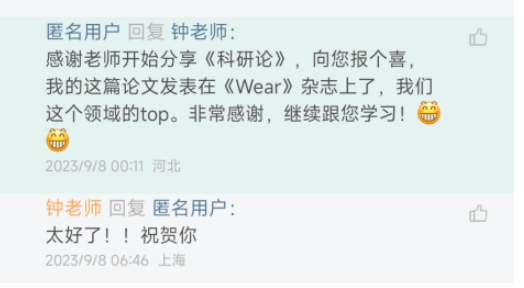 匿名用户 回复 钟老师：
感谢老师开始分享《科研论》，向您报个喜，
我的这篇论文发表在《Wear》杂志上了，我们
这个领域的top。非常感谢，继续跟您学习！😁
😁
2023/9/8 00:11 河北
钟老师 回复 匿名用户：
太好了！！祝贺你
2023/9/8 06:46 上海